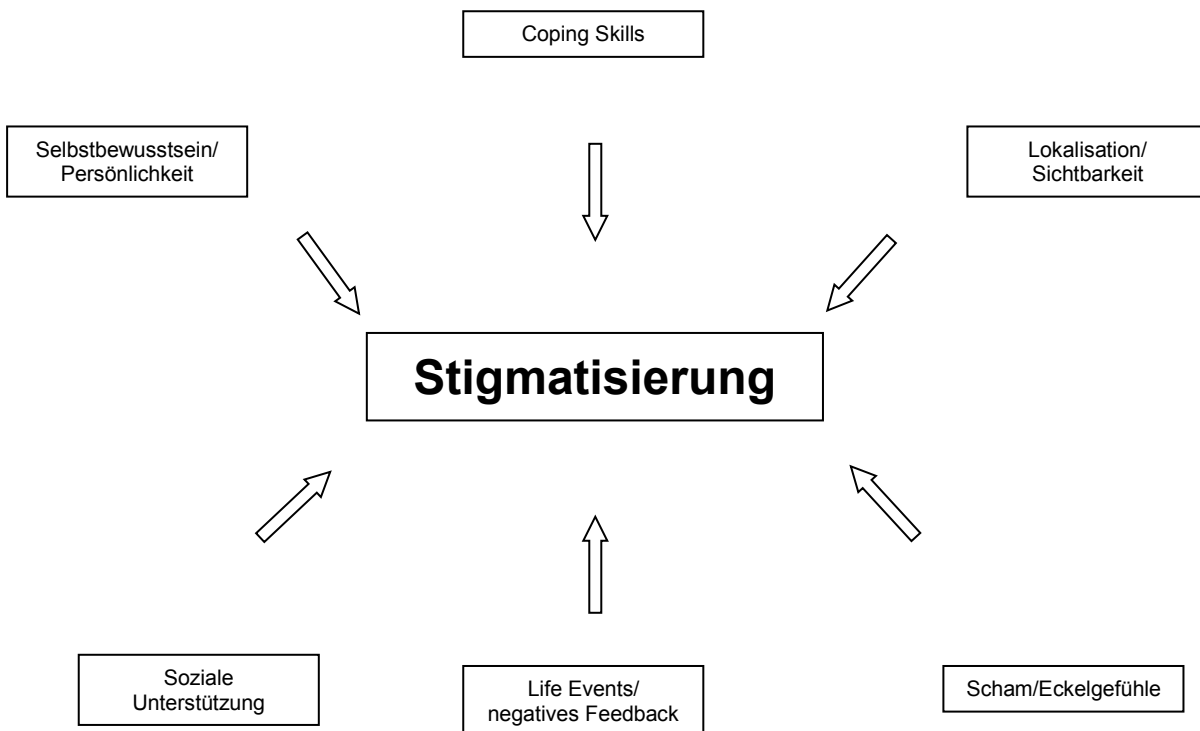 Coping Skills
Selbstbewusstsein/
Persönlichkeit
Lokalisation/
Sichtbarkeit
Stigmatisierung
Soziale
Unterstützung
Life Events/
negatives Feedback
Scham/Eckelgefühle